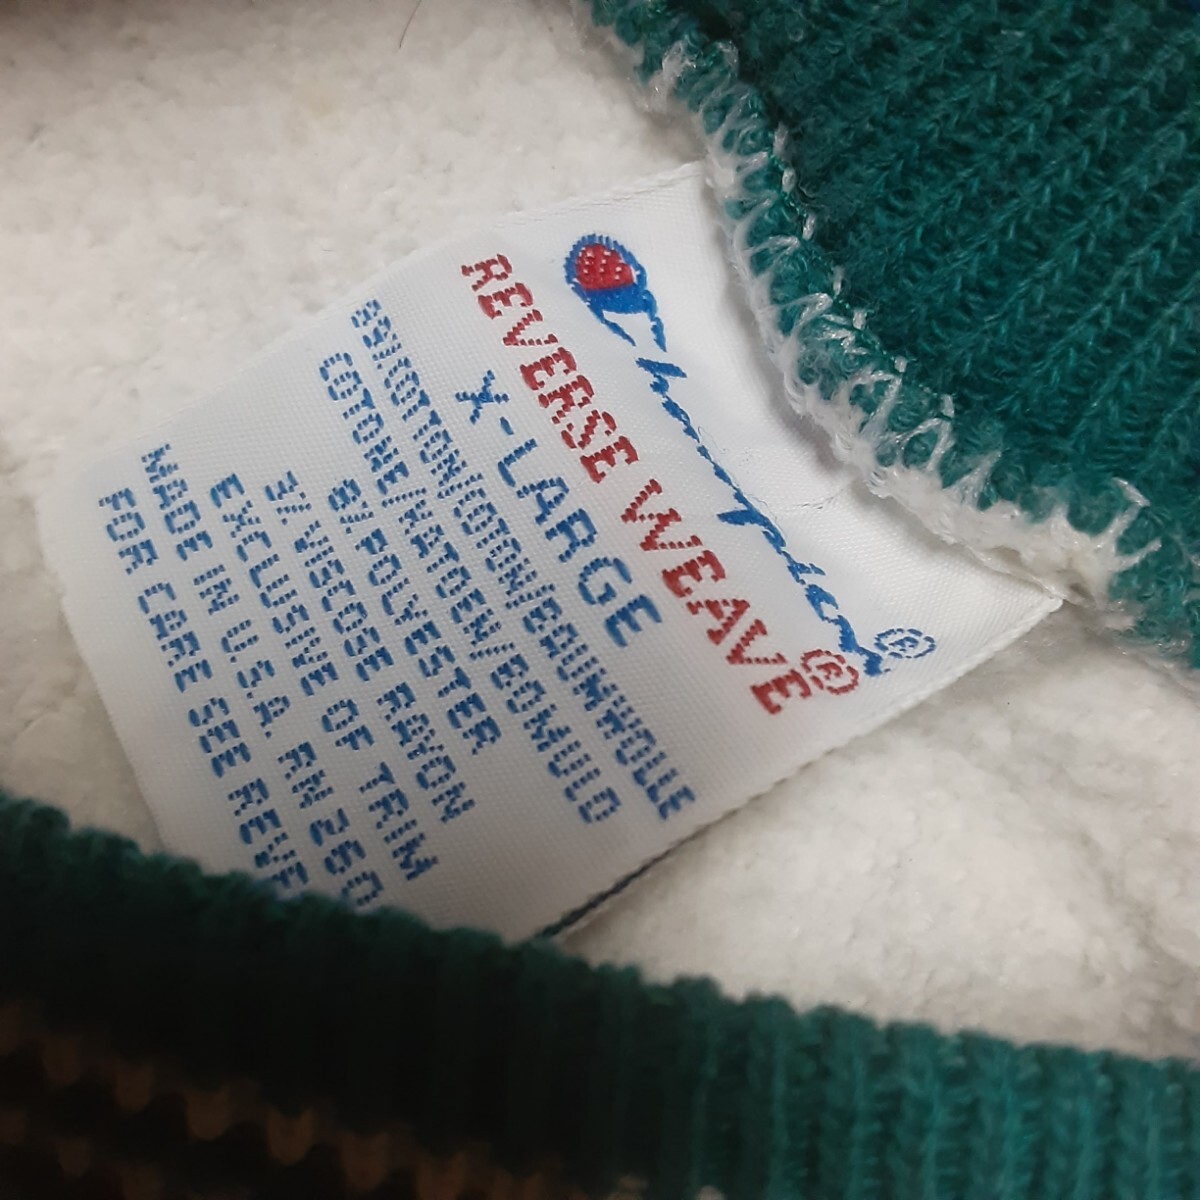 Champion®
REVERSE WEAVE®
X-LARGE
89%COTTON/COTON/BAUMWOLLE
COTONE/KATOEN/BOMULD
8% POLYESTER
3% VISCOSE RAYON
EXCLUSIVE OF TRIM
MADE IN U.S.A. RN 260
FOR CARE SEE REVE